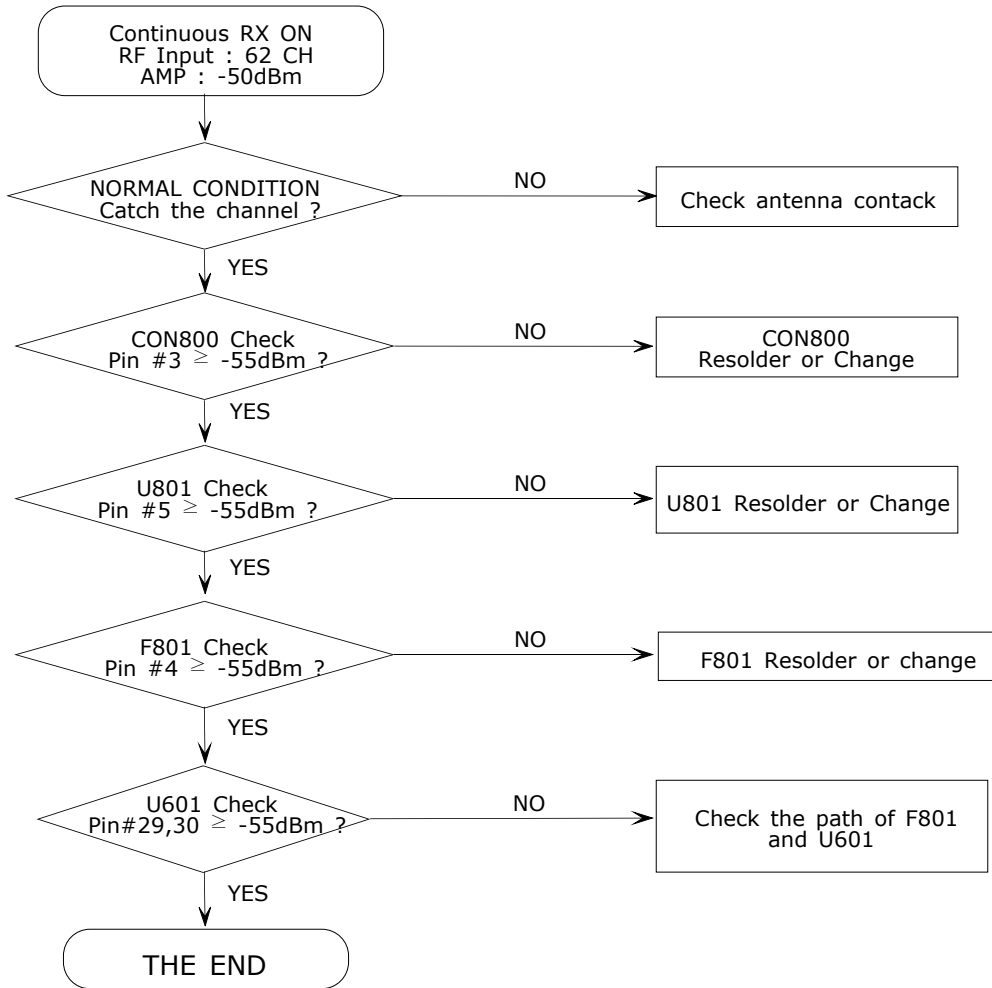 Continuous RX ON
RF Input : 62 CH
AMP : -50dBm
NORMAL CONDITION
Catch the channel ?
NO
Check antenna contack
YES
CON800 Check
Pin #3 ≥ -55dBm ?
NO
CON800
Resolder or Change
YES
U801 Check
Pin #5 ≥ -55dBm ?
NO
U801 Resolder or Change
YES
F801 Check
Pin #4 ≥ -55dBm ?
NO
F801 Resolder or change
YES
U601 Check
Pin#29,30 ≥ -55dBm ?
NO
Check the path of F801
and U601
YES
THE END